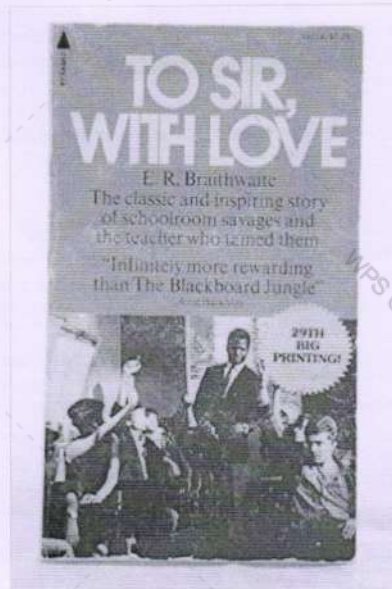 TO SIR,
WITH LOVE
E. R. Braithwaite
The classic and inspiring story
of schoolroom savages and
the teacher who tamed them
"Infinitely more rewarding
than The Blackboard Jungle"
29TH
BIG
PRINTING!
WPS